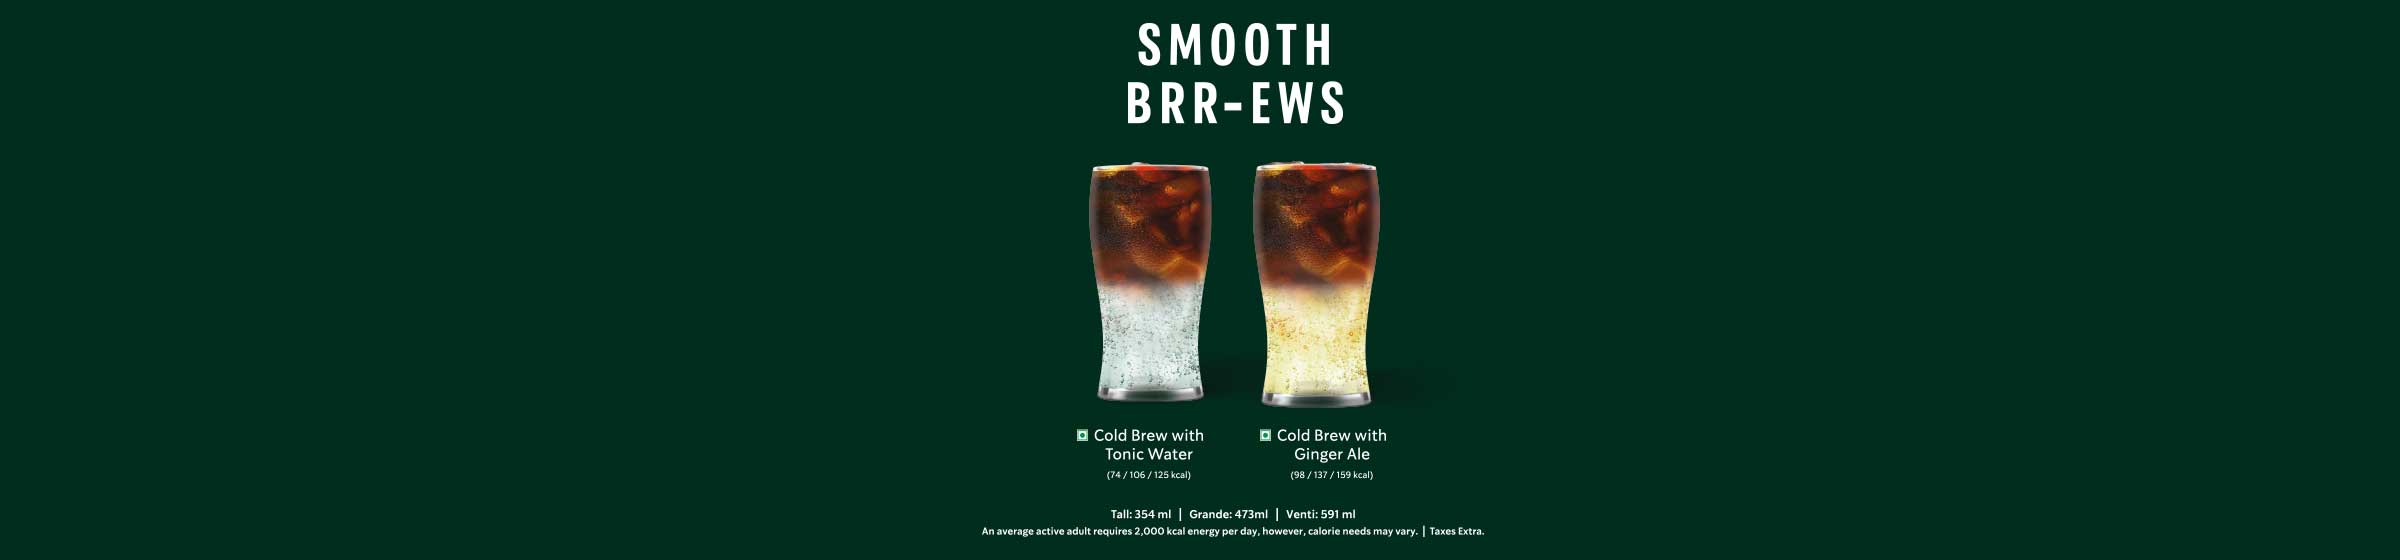 SMOOTH
BRR-EWS
Cold Brew with
Tonic Water
(74 / 106 / 125 kcal)
Cold Brew with
Ginger Ale
(98 / 137 / 159 kcal)
Tall: 354 ml | Grande: 473ml | Venti: 591 ml
An average active adult requires 2,000 kcal energy per day, however, calorie needs may vary. | Taxes Extra.